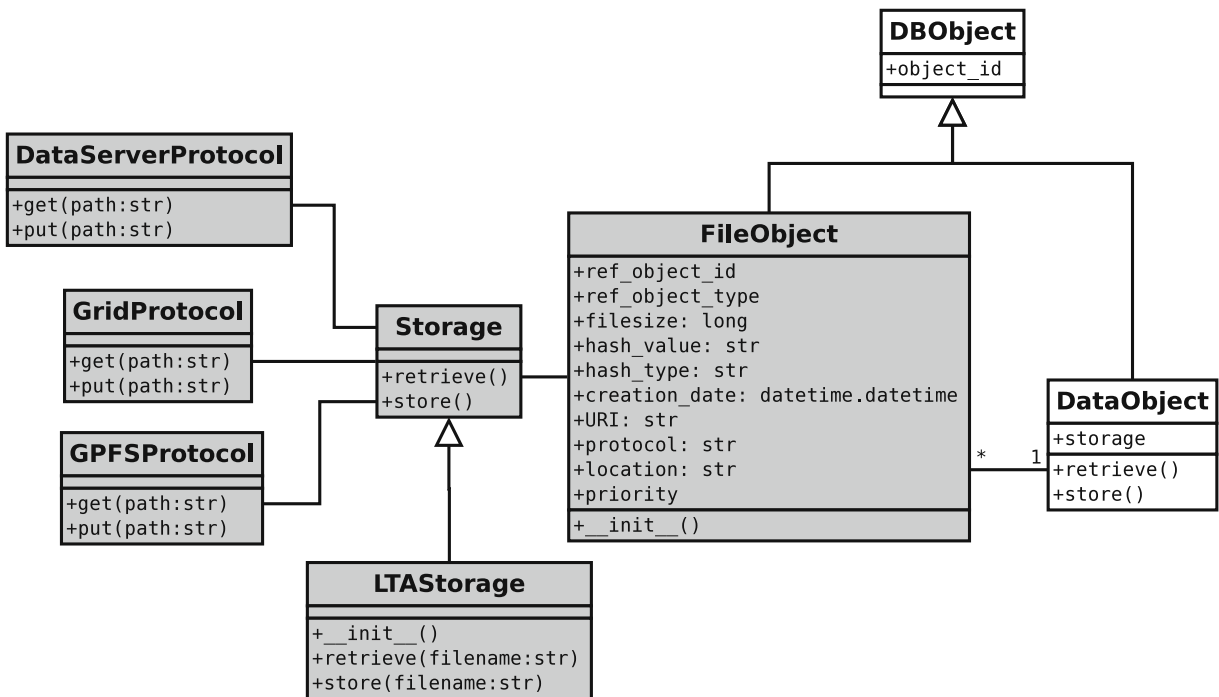 DBObject
+object_id
DataServerProtocol
+get(path:str)
+put(path:str)
GridProtocol
+get(path:str)
+put(path:str)
GPFSProtocol
+get(path:str)
+put(path:str)
Storage
+retrieve()
+store()
LTAStorage
+__init__()
+retrieve(filename:str)
+store(filename:str)
FileObject
+ref_object_id
+ref_object_type
+filesize: long
+hash_value: str
+hash_type: str
+creation_date: datetime.datetime
+URI: str
+protocol: str
+location: str
+priority
+__init__()
* 1
DataObject
+storage
+retrieve()
+store()